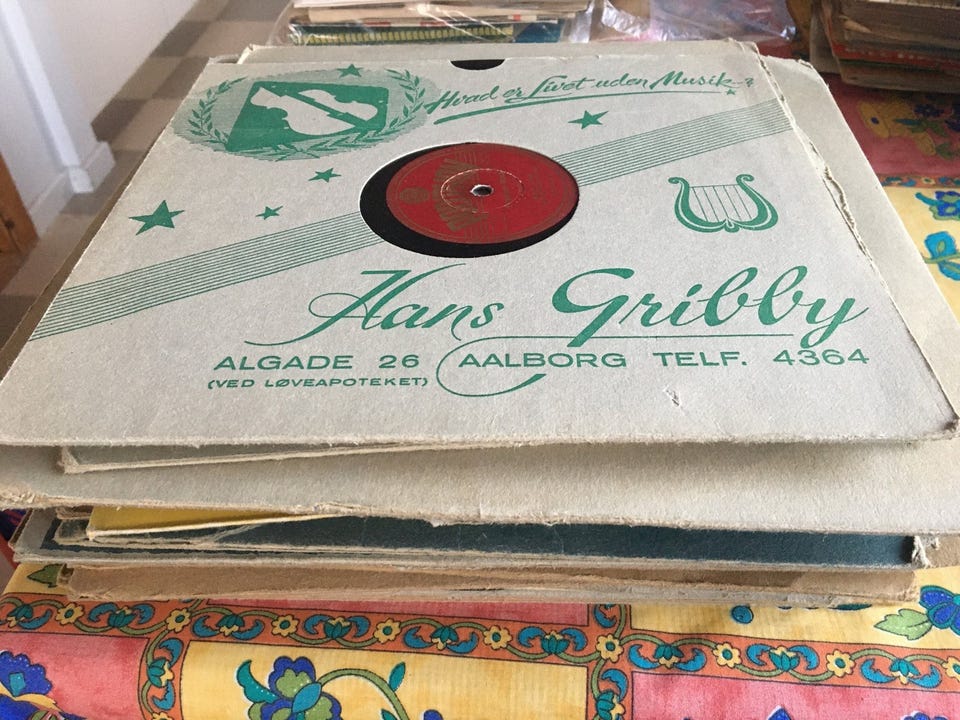 Hvad er Livet uden Musik-?
Hans Gribby
ALGADE 26 AALBORG TELF. 4364
(VED LØVEAPOTEKET)